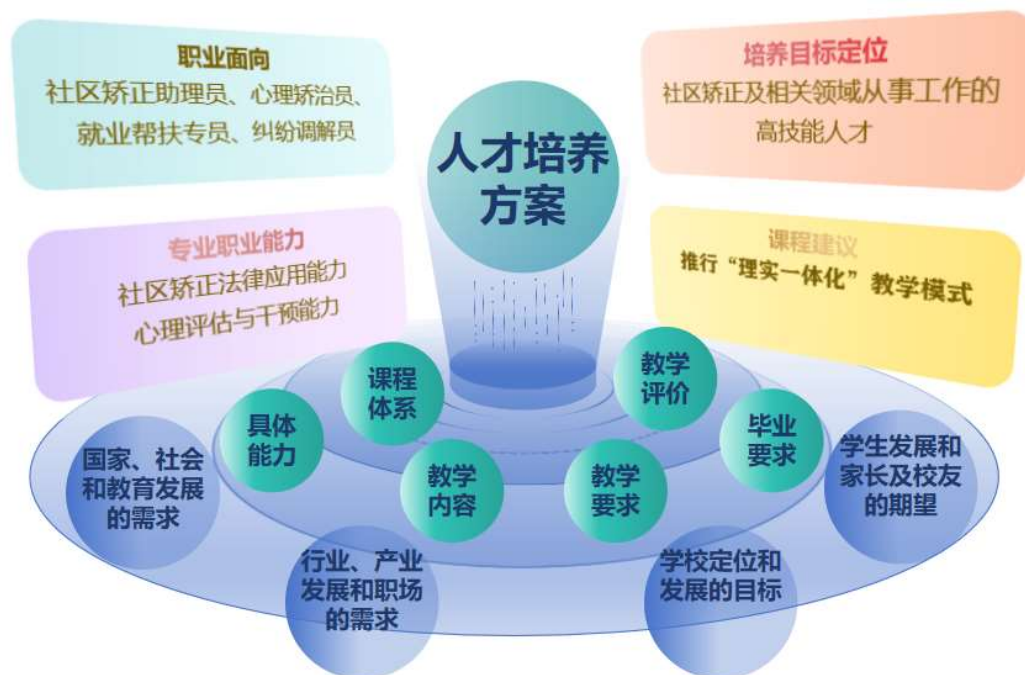 职业面向
社区矫正助理员、心理矫治员、
就业帮扶专员、纠纷调解员
培养目标定位
社区矫正及相关领域从事工作的
高技能人才
人才培养
方案
专业职业能力
社区矫正法律应用能力
心理评估与干预能力
课程建议
推行“理实一体化”教学模式
课程
体系
教学
评价
具体
能力
毕业
要求
教学
内容
教学
要求
国家、社会
和教育发展
的需求
学生发展和
家长及校友
的期望
行业、产业
发展和职场
的需求
学校定位和
发展的目标